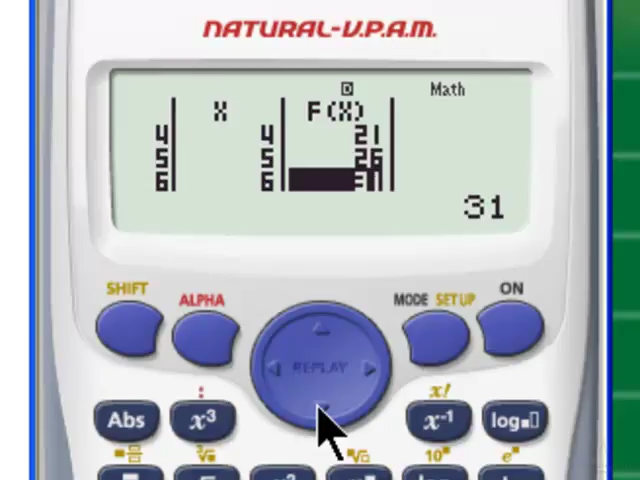 NATURAL-V.P.A.M.
D Math
X F(X)
4 4 21
5 5 26
6 6 31
31
SHIFT ALPHA MODE SETUP ON
REPLAY
: x!
Abs x³ x⁻¹ log
10 e